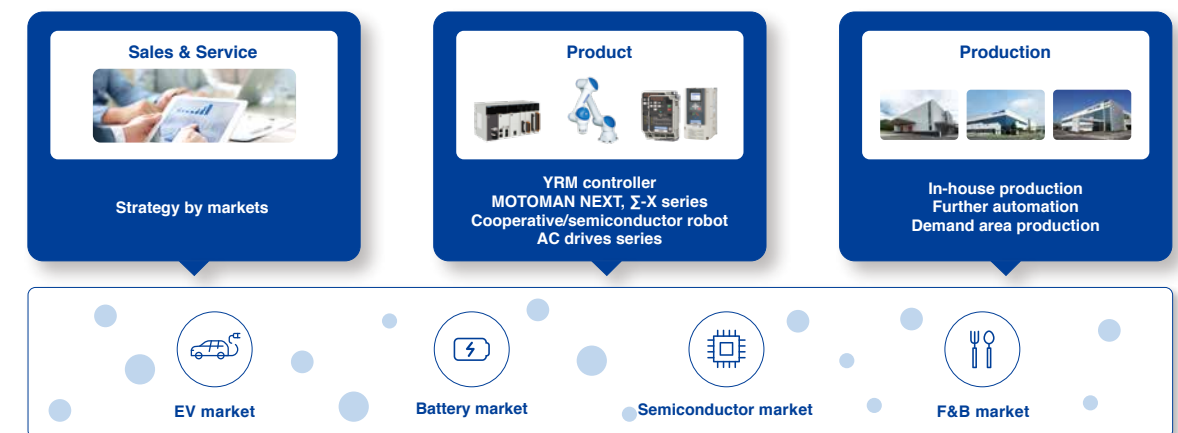 Sales & Service
Strategy by markets
Product
YRM controller
MOTOMAN NEXT, Σ-X series
Cooperative/semiconductor robot
AC drives series
Production
In-house production
Further automation
Demand area production
EV market
Battery market
Semiconductor market
F&B market